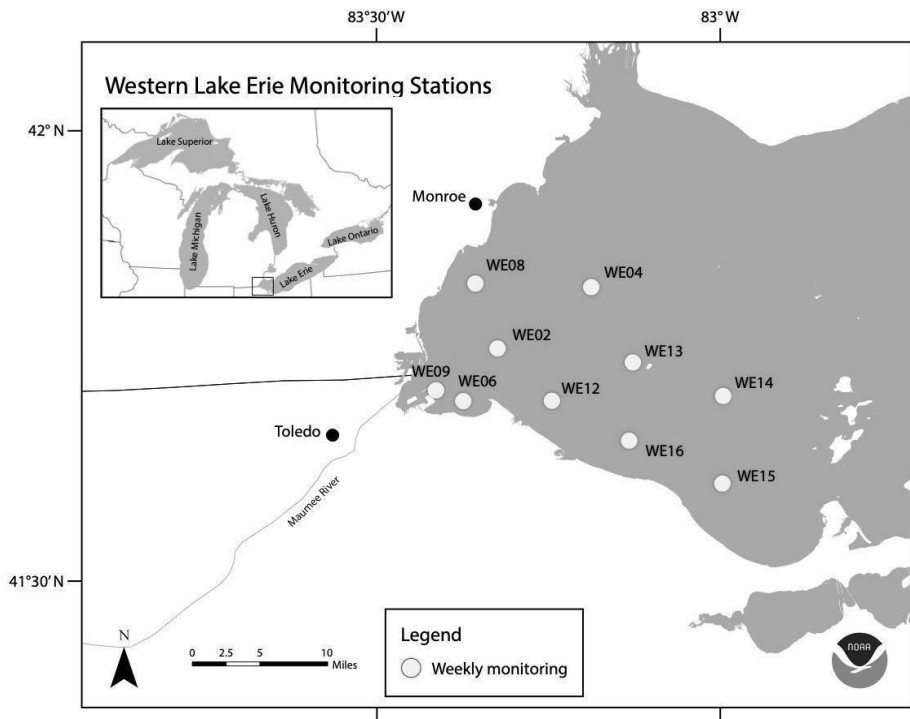 83°30'W
83°W
Western Lake Erie Monitoring Stations
42° N
Lake Superior
Lake Michigan
Lake Huron
Lake Ontario
Lake Erie
Monroe
WE08
WE04
WE02
WE13
WE09
WE06
WE12
WE14
Toledo
WE16
WE15
Maumee River
41°30' N
N
0 2.5 5 10
Miles
Legend
Weekly monitoring
NOAA